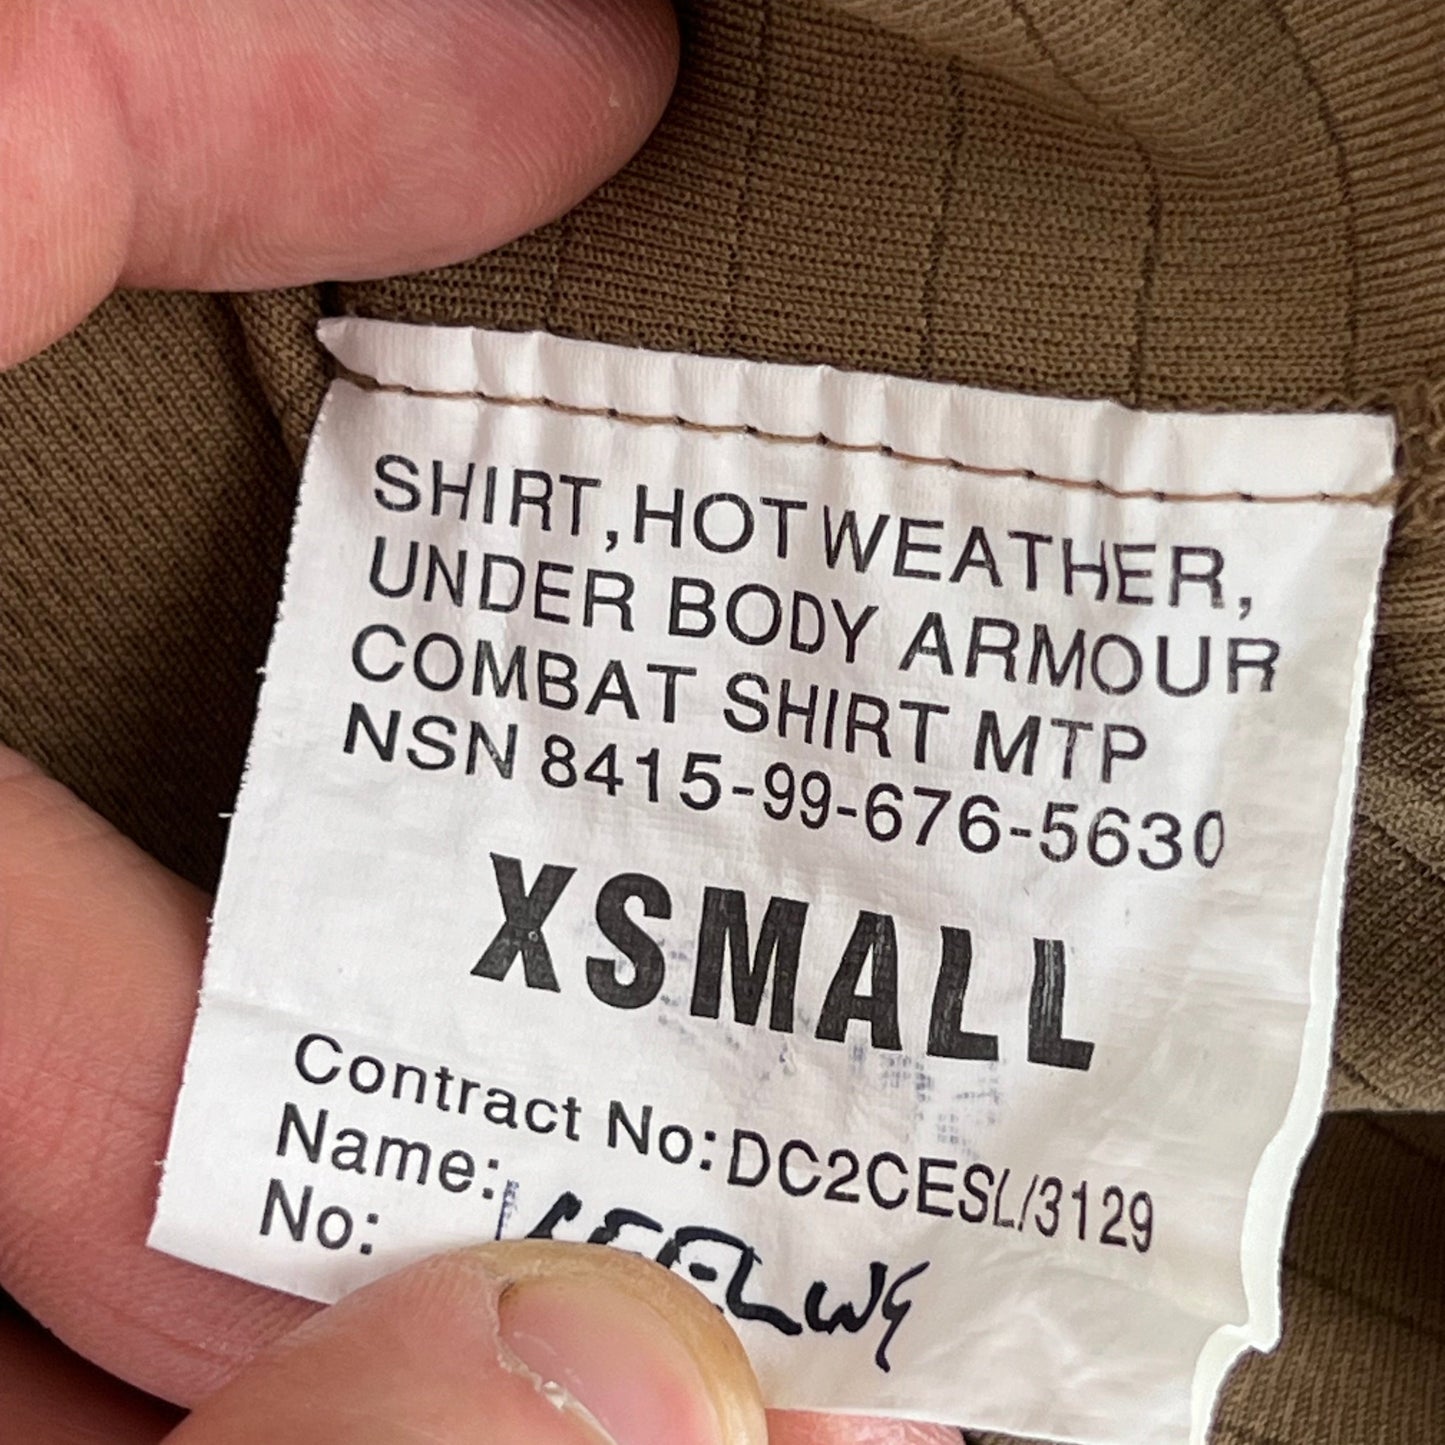 SHIRT, HOT WEATHER,
UNDER BODY ARMOUR
COMBAT SHIRT MTP
NSN 8415-99-676-5630
XSMALL
Contract No: DC2CESL/3129
Name:
No: